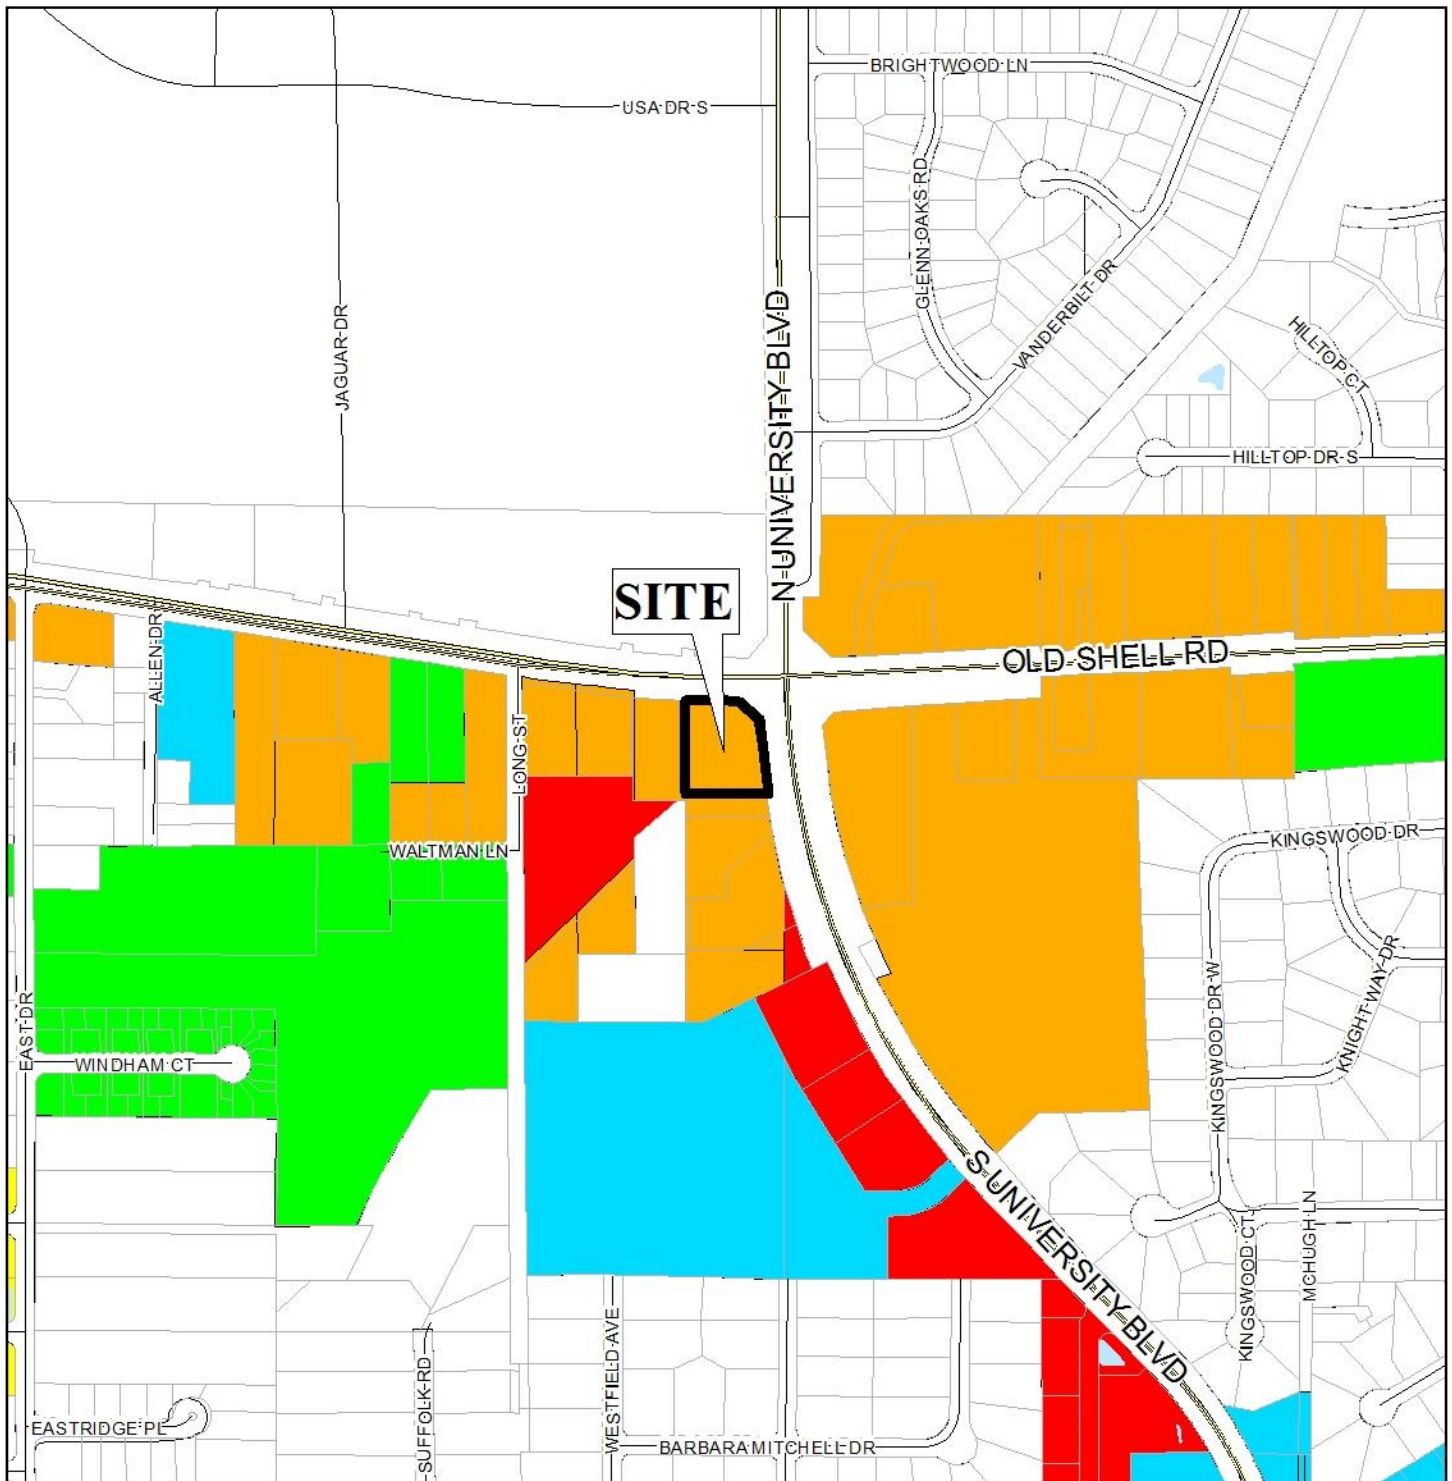 BRIGHTWOOD LN
USA DR S
GLENN OAKS RD
VANDERBILT DR
HILLTOP CT
JAGUAR DR
N UNIVERSITY BLVD
HILLTOP DR S
SITE
ALLEN DR
OLD SHELL RD
LONG ST
WALTMAN LN
KINGSWOOD DR
KINGSWOOD DR W
KNIGHT WAY DR
EAST DR
WINDHAM CT
S UNIVERSITY BLVD
KINGSWOOD CT
MCHUGH LN
WESTFIELD AVE
SUFFOLK RD
EASTRIDGE PL
BARBARA MITCHELL DR